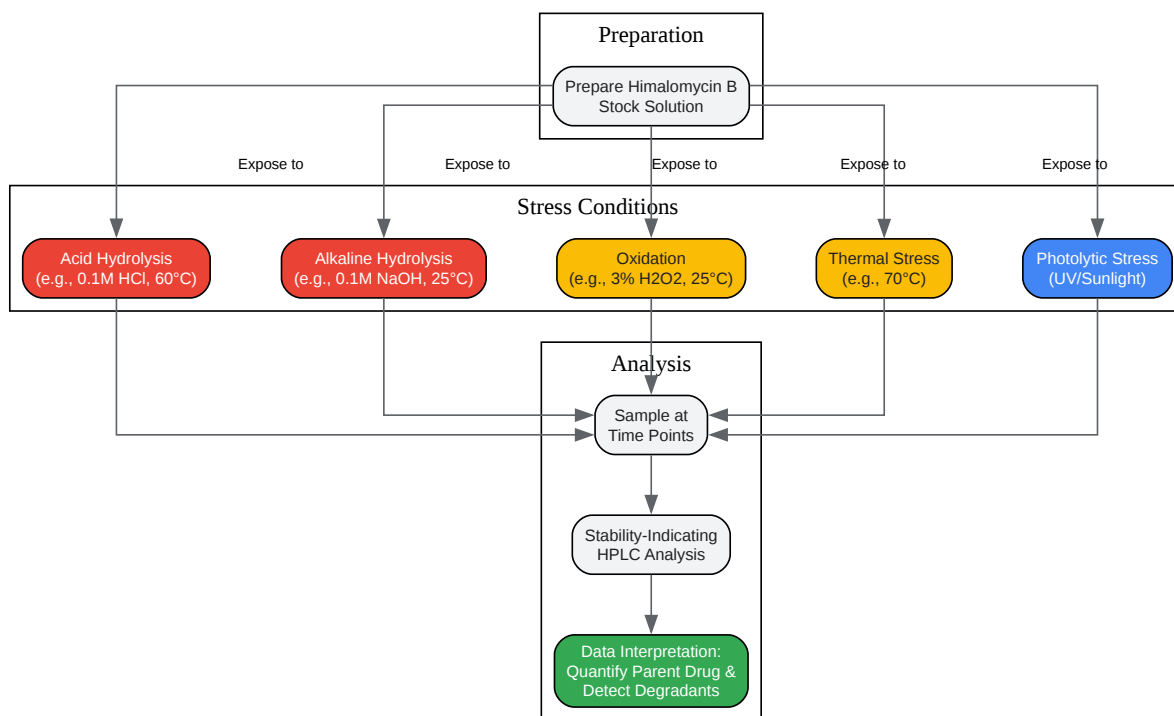 Preparation
Prepare Himalomycin B
Stock Solution
Expose to
Expose to
Expose to
Expose to
Expose to
Stress Conditions
Acid Hydrolysis
(e.g., 0.1M HCl, 60°C)
Alkaline Hydrolysis
(e.g., 0.1M NaOH, 25°C)
Oxidation
(e.g., 3% H2O2, 25°C)
Thermal Stress
(e.g., 70°C)
Photolytic Stress
(UV/Sunlight)
Analysis
Sample at
Time Points
Stability-Indicating
HPLC Analysis
Data Interpretation:
Quantify Parent Drug &
Detect Degradants